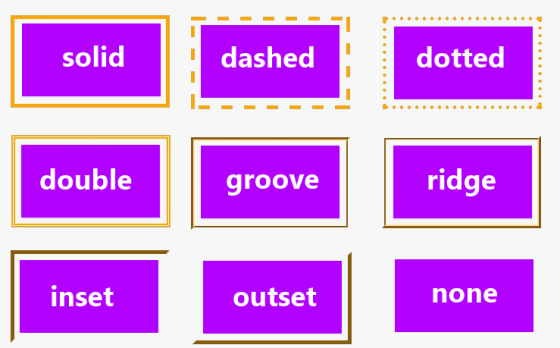 solid
dashed
dotted
double
groove
ridge
inset
outset
none